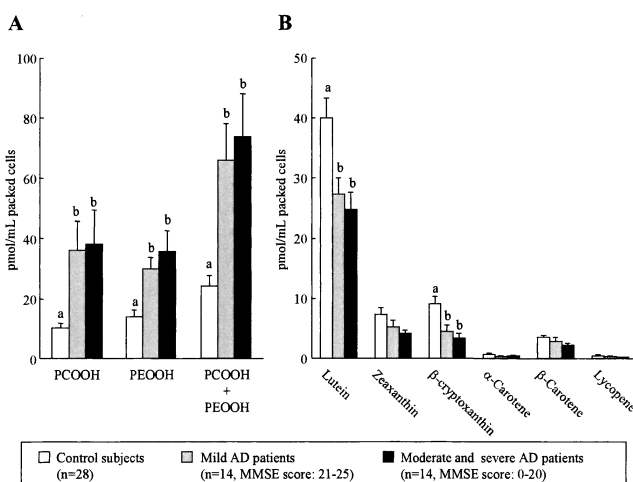 A
pmol/mL packed cells
100
80
60
40
20
0
a
b
b
a
b
b
a
b
b
PCOOH
PEOOH
PCOOH
+
PEOOH
B
pmol/mL packed cells
50
40
30
20
10
0
a
b
b
a
b
b
Lutein
Zeaxanthin
β-cryptoxanthin
α-Carotene
β-Carotene
Lycopene
Control subjects
(n=28)
Mild AD patients
(n=14, MMSE score: 21-25)
Moderate and severe AD patients
(n=14, MMSE score: 0-20)